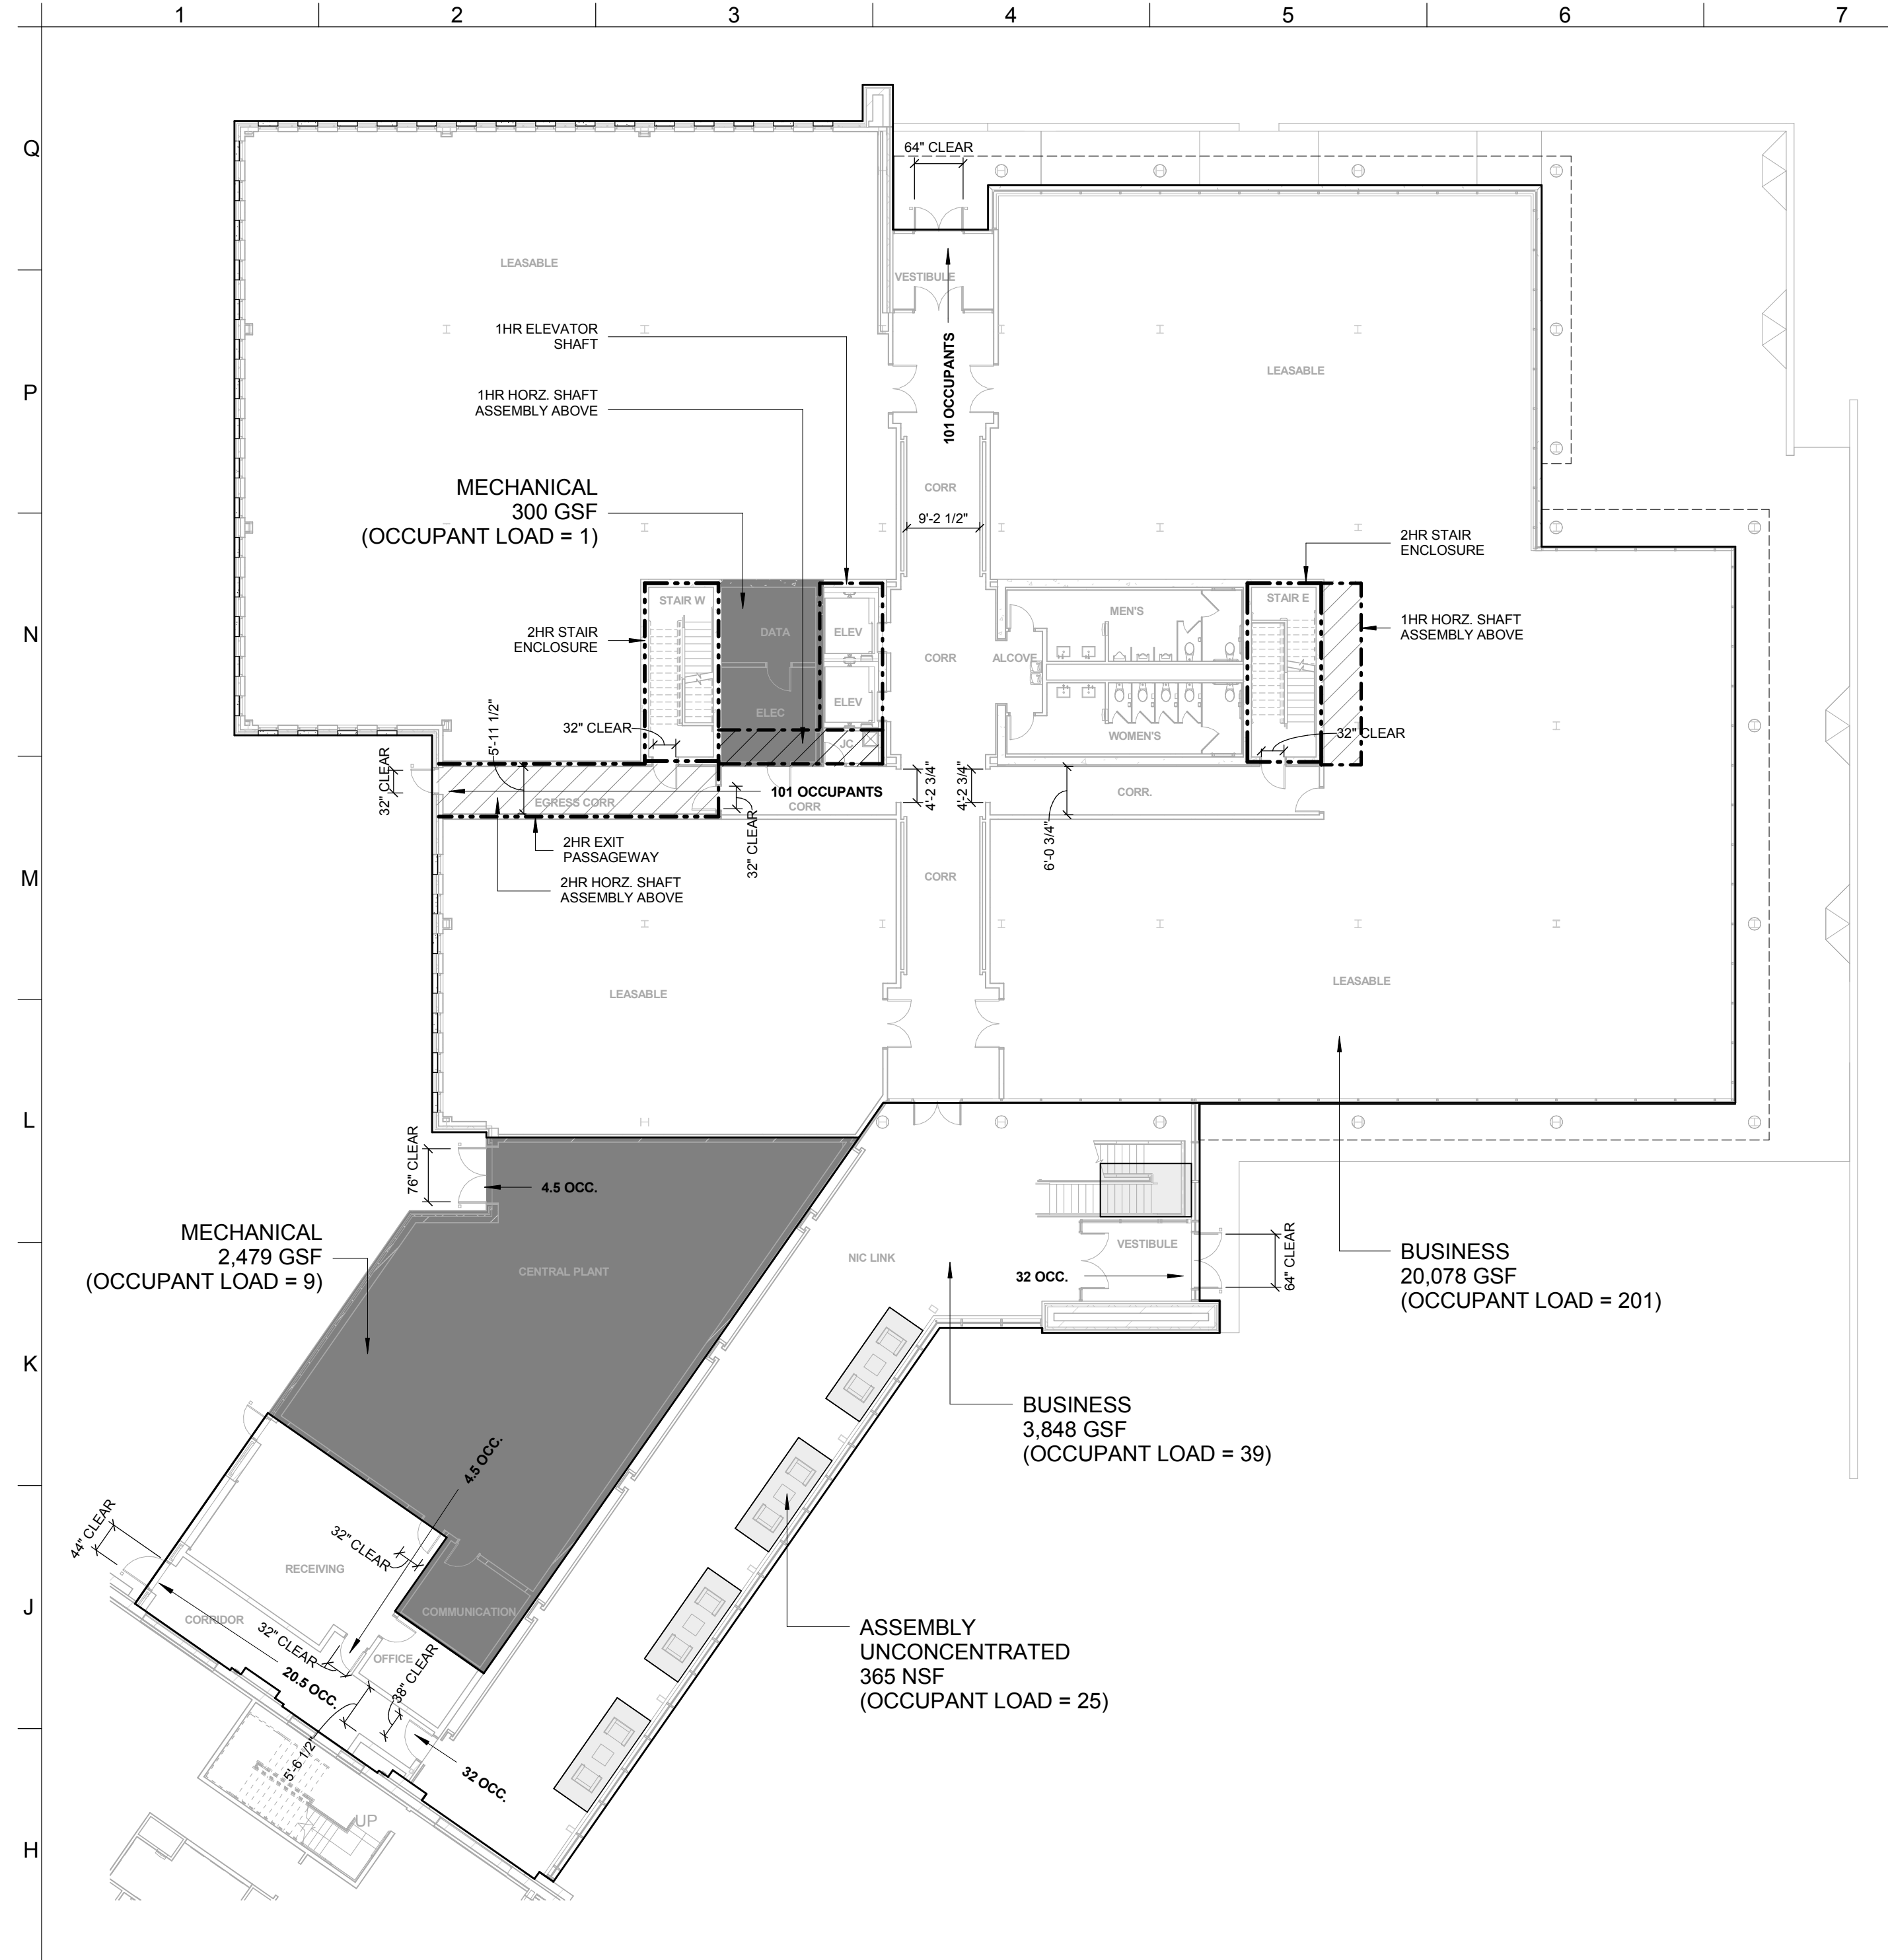 1 2 3 4 5 6 7
Q
64" CLEAR
LEASABLE
VESTIBULE
1HR ELEVATOR
SHAFT
101 OCCUPANTS
LEASABLE
P
1HR HORZ. SHAFT
ASSEMBLY ABOVE
MECHANICAL
300 GSF
(OCCUPANT LOAD = 1)
CORR
9'-2 1/2"
2HR STAIR
ENCLOSURE
STAIR W
DATA
ELEV
MEN'S
STAIR E
1HR HORZ. SHAFT
ASSEMBLY ABOVE
N
2HR STAIR
ENCLOSURE
CORR
ALCOVE
ELEC
ELEV
5'-11 1/2"
32" CLEAR
JC
WOMEN'S
32" CLEAR
32" CLEAR
EGRESS CORR
101 OCCUPANTS
CORR
4'-2 3/4"
4'-2 3/4"
CORR.
32" CLEAR
6'-0 3/4"
2HR EXIT
PASSAGEWAY
2HR HORZ. SHAFT
ASSEMBLY ABOVE
M
CORR
LEASABLE
LEASABLE
L
76" CLEAR
4.5 OCC.
MECHANICAL
2,479 GSF
(OCCUPANT LOAD = 9)
CENTRAL PLANT
NIC LINK
VESTIBULE
32 OCC.
64" CLEAR
BUSINESS
20,078 GSF
(OCCUPANT LOAD = 201)
K
BUSINESS
3,848 GSF
(OCCUPANT LOAD = 39)
4.5 OCC.
44" CLEAR
32" CLEAR
RECEIVING
J
CORRIDOR
COMMUNICATION
32" CLEAR
OFFICE
38" CLEAR
20.5 OCC.
ASSEMBLY
UNCONCENTRATED
365 NSF
(OCCUPANT LOAD = 25)
5'-6 1/2"
32 OCC.
UP
H